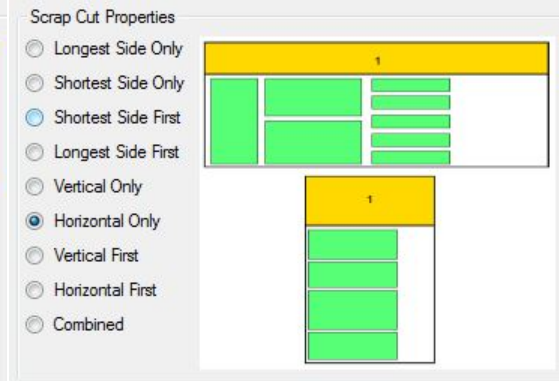 Scrap Cut Properties
Longest Side Only
Shortest Side Only
Shortest Side First
Longest Side First
Vertical Only
Horizontal Only
Vertical First
Horizontal First
Combined
1
1